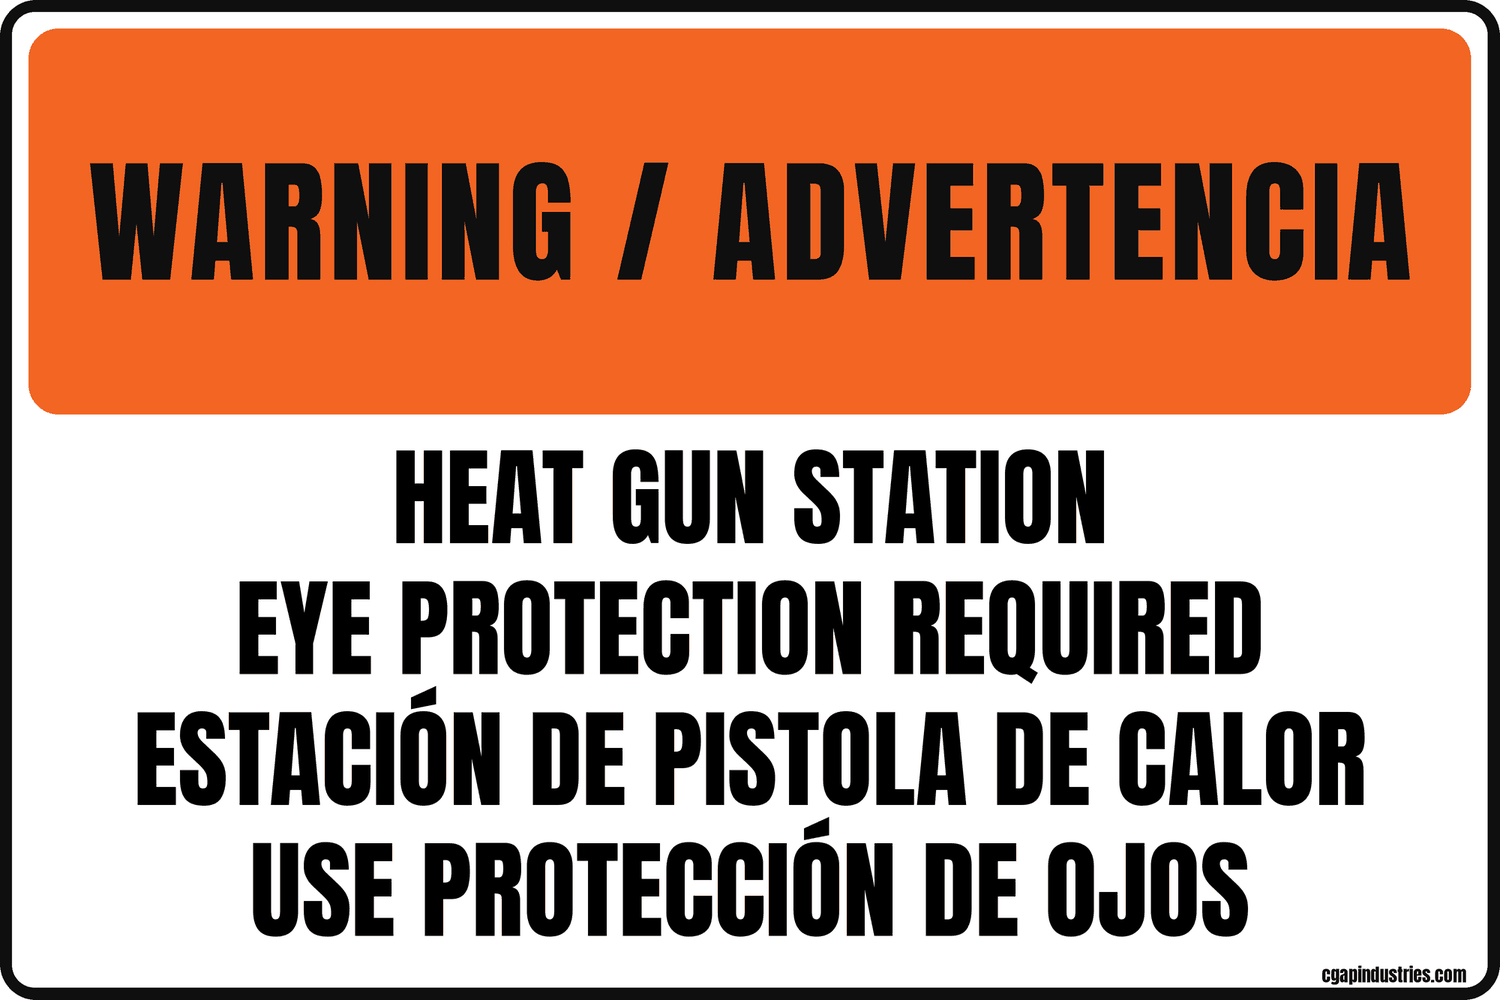 WARNING / ADVERTENCIA
HEAT GUN STATION
EYE PROTECTION REQUIRED
ESTACIÓN DE PISTOLA DE CALOR
USE PROTECCIÓN DE OJOS
cgapindustries.com